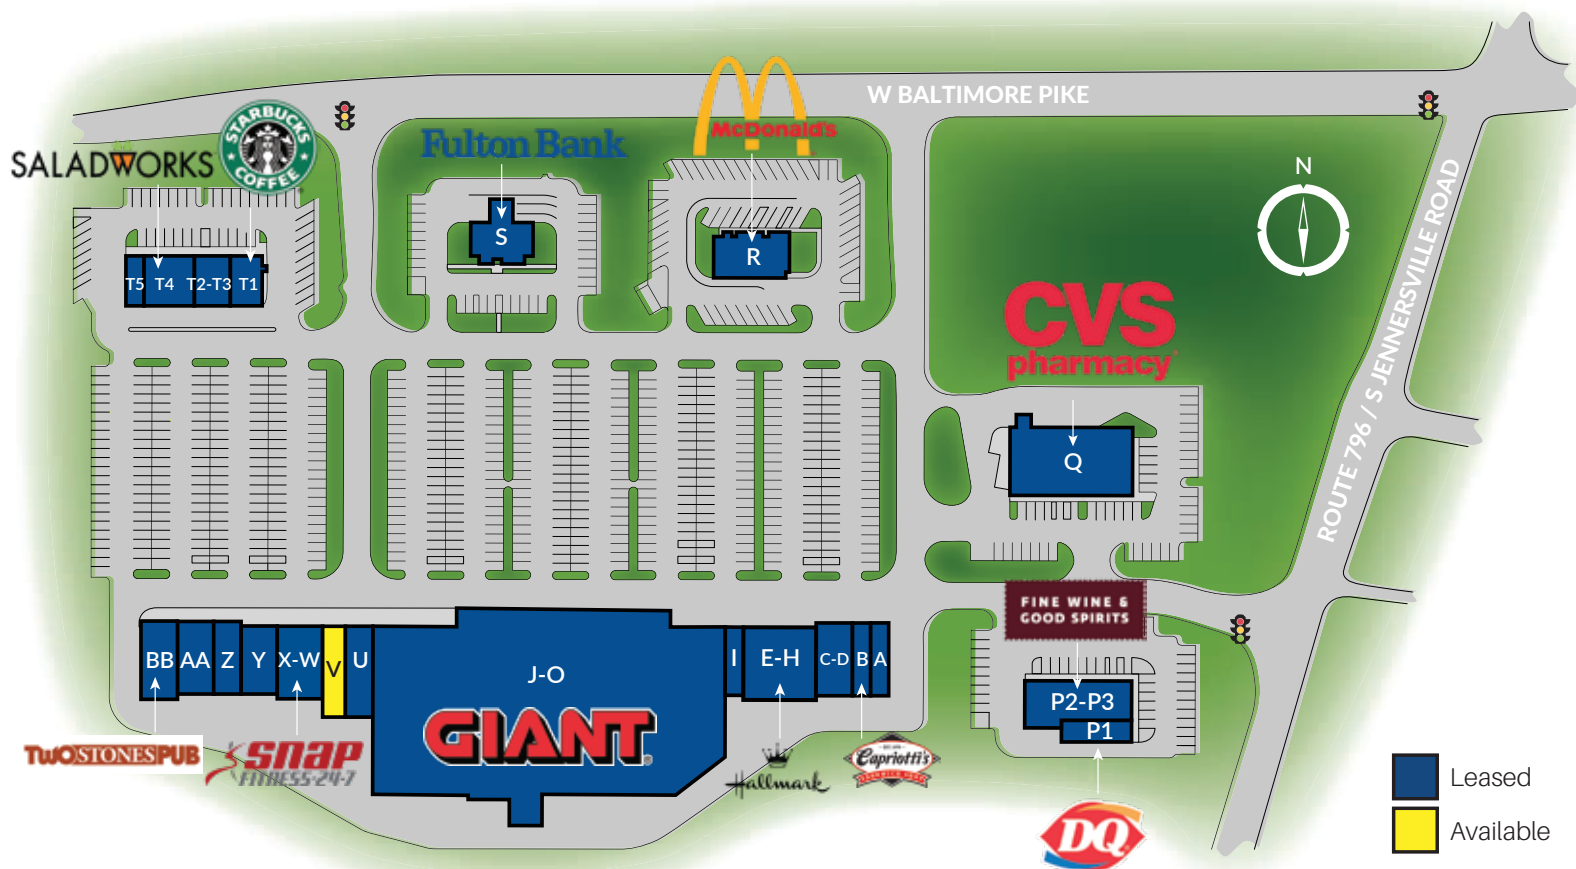 W BALTIMORE PIKE
STARBUCKS
COFFEE
SALADWORKS
Fulton Bank
McDonald's
N
S
R
T5 T4 T2-T3 T1
ROUTE 796 / S JENNERSVILLE ROAD
CVS
pharmacy
Q
FINE WINE &
GOOD SPIRITS
BB AA Z Y X-W V U
J-O
I E-H C-D B A
P2-P3
P1
GIANT
TWO STONES PUB
SNAP
FITNESS-24-7
Hallmark
Capriotti's
SANDWICH SHOP
DQ
Leased
Available